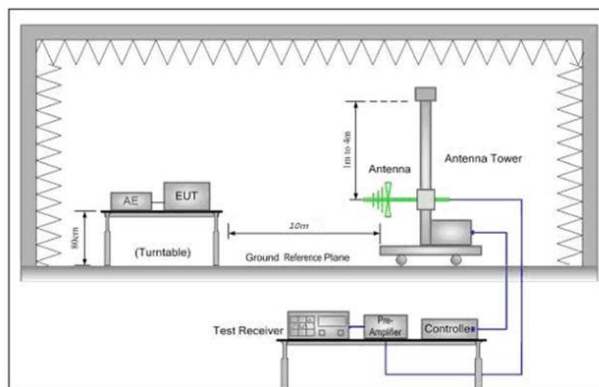 1m to 4m
Antenna
Antenna Tower
AE
EUT
80cm
(Turntable)
10m
Ground Reference Plane
Test Receiver
Pre-
Amplifier
Controller